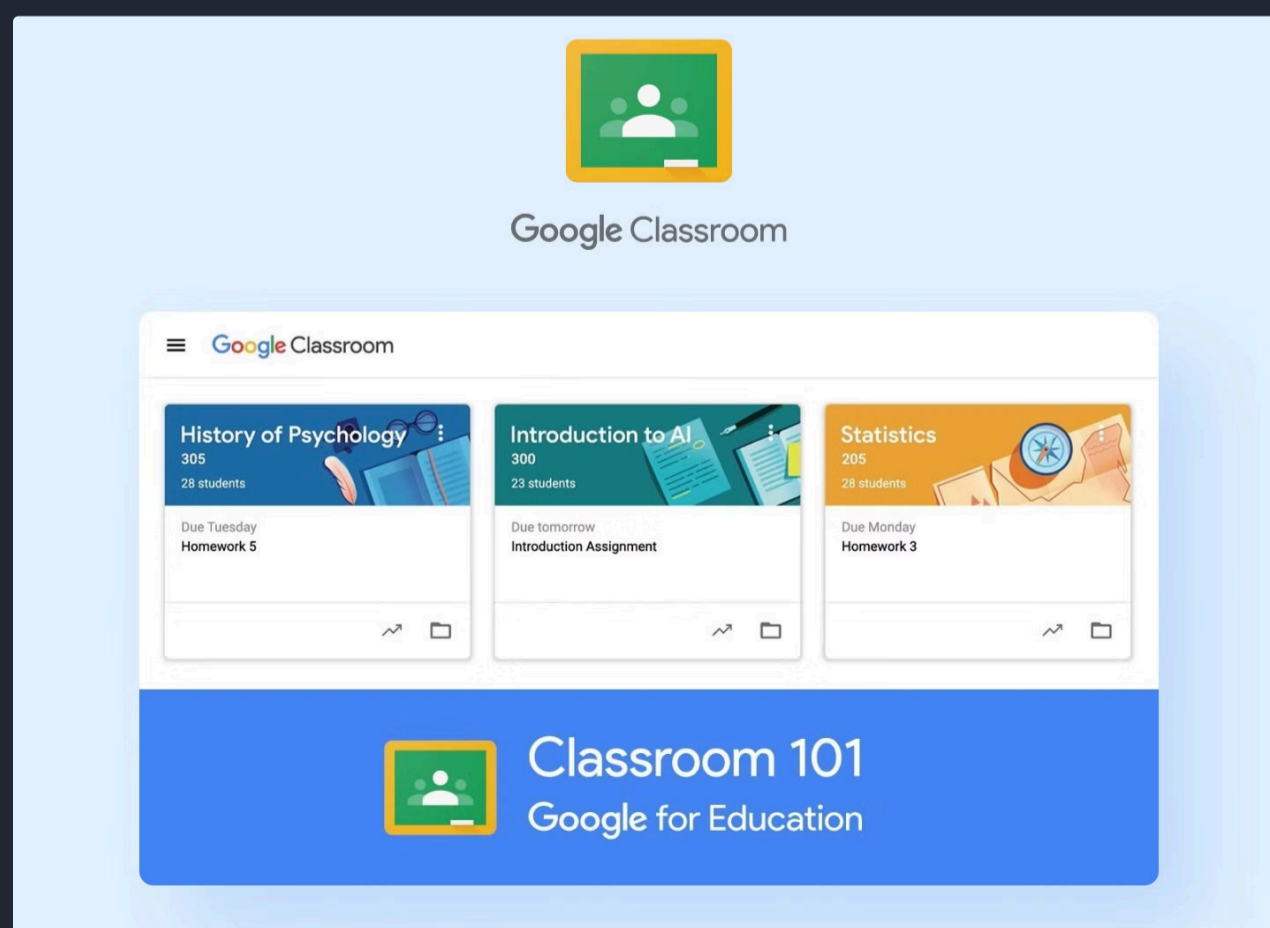 Google Classroom
Google Classroom
History of Psychology
305
28 students
Due Tuesday
Homework 5
Introduction to AI
300
23 students
Due tomorrow
Introduction Assignment
Statistics
205
28 students
Due Monday
Homework 3
Classroom 101
Google for Education